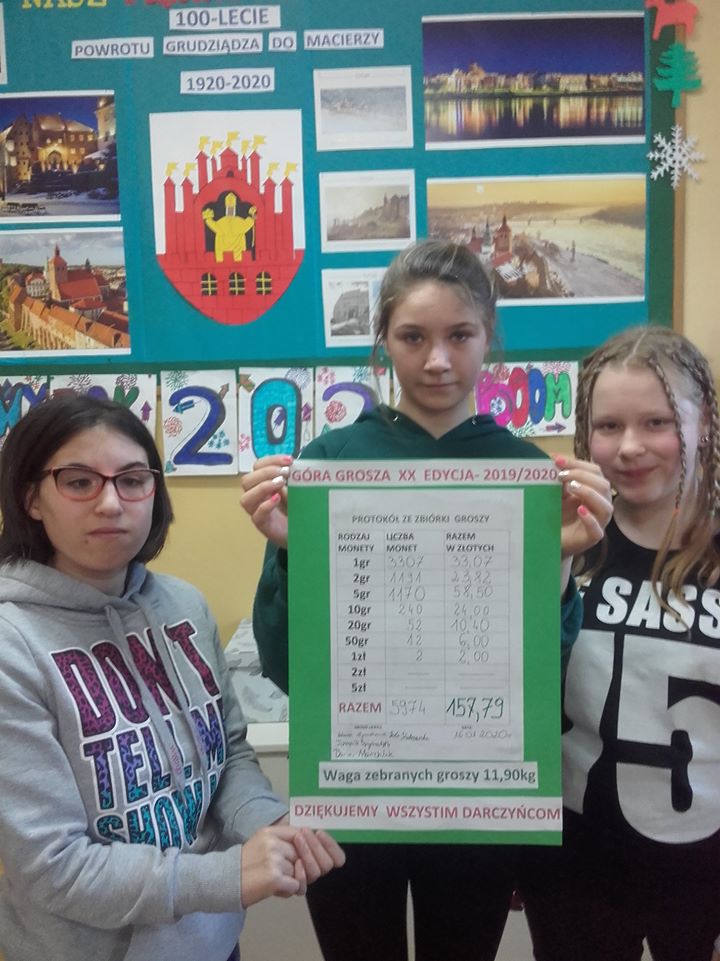 NASZ
100-LECIE
POWROTU GRUDZIĄDZA DO MACIERZY
1920-2020
202
GÓRA GROSZA XX EDYCJA- 2019/2020
PROTOKÓŁ ZE ZBIÓRKI GROSZY
RODZAJ MONETY LICZBA MONET RAZEM W ZŁOTYCH
1gr 3307 33,07
2gr 1191 23,82
5gr 1170 58,50
10gr 240 24,00
20gr 52 10,40
50gr 12 6,00
1zł 2 2,00
2zł
5zł
RAZEM 5974 157,79
16.01.2020r
Waga zebranych groszy 11,90kg
DZIĘKUJEMY WSZYSTIM DARCZYŃCOM
DON'T
TELL M
SHOW
SASS
75